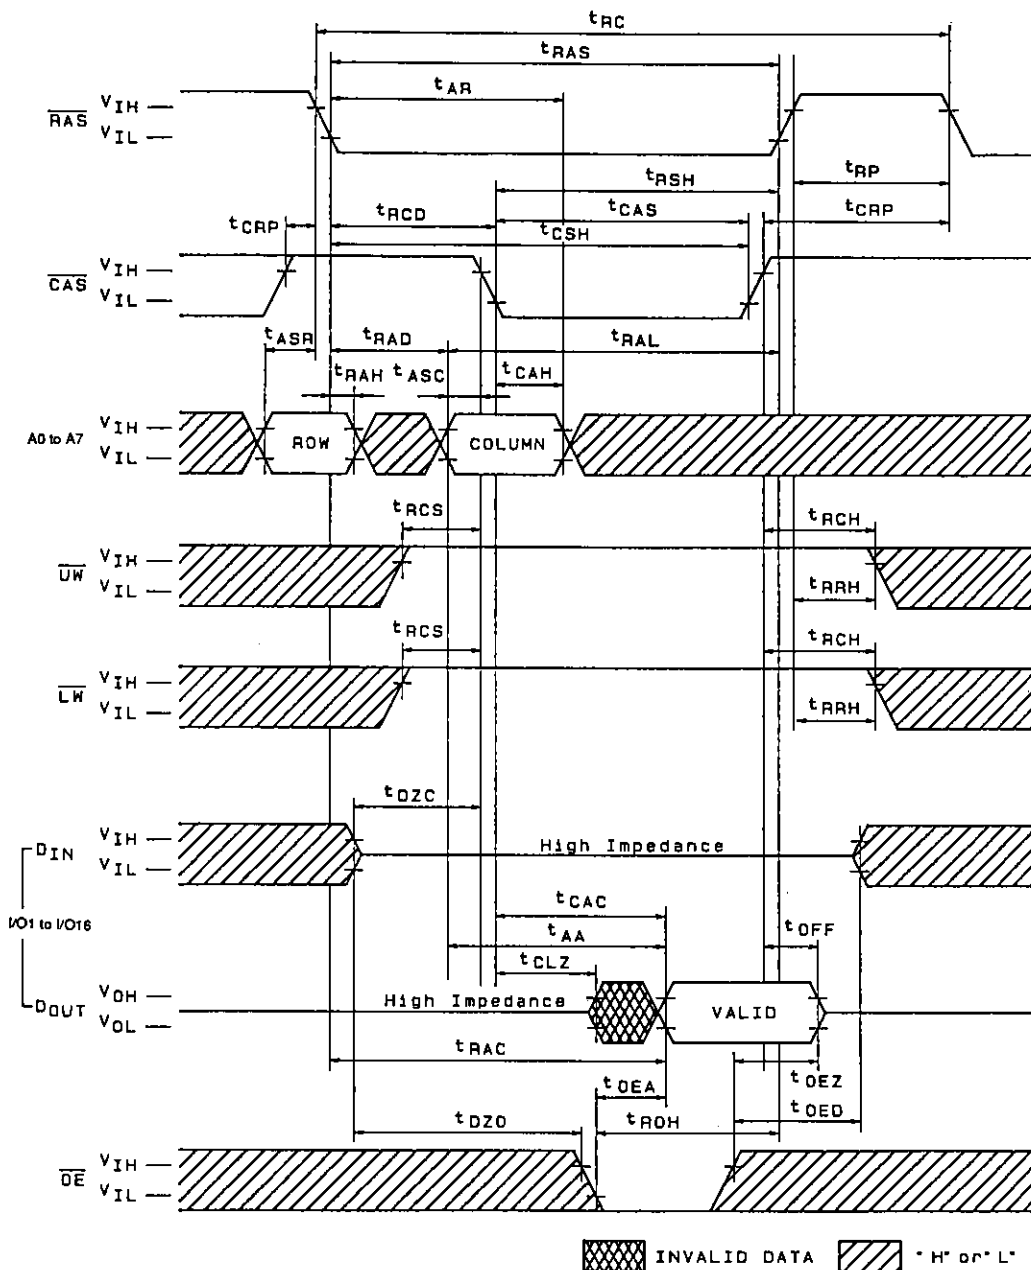 tRC
tRAS
tAR
RAS VIH
VIL
tRSH
tRP
tCRP tRCD tCAS tCRP
tCSH
CAS VIH
VIL
tASR tRAD tRAL
tRAH tASC tCAH
A0 to A7 VIH
VIL
ROW COLUMN
tRCS tRCH
UW VIH
VIL
tRRH
tRCS tRCH
LW VIH
VIL
tRRH
tDZC
DIN VIH
VIL
High Impedance
I/O1 to I/O16
tCAC
tAA tOFF
tCLZ
DOUT VOH
VOL
High Impedance VALID
tRAC
tOEA tOEZ
tDZO tROH tOED
OE VIH
VIL
INVALID DATA "H" or "L"